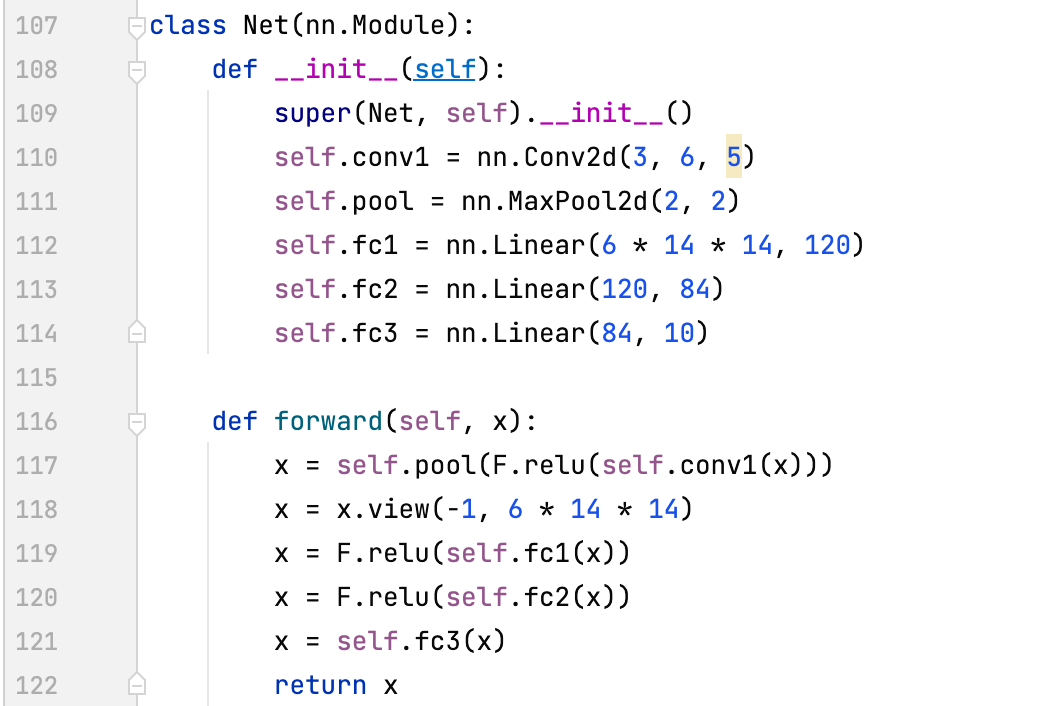 107 class Net(nn.Module):
108     def __init__(self):
109         super(Net, self).__init__()
110         self.conv1 = nn.Conv2d(3, 6, 5)
111         self.pool = nn.MaxPool2d(2, 2)
112         self.fc1 = nn.Linear(6 * 14 * 14, 120)
113         self.fc2 = nn.Linear(120, 84)
114         self.fc3 = nn.Linear(84, 10)
115
116     def forward(self, x):
117         x = self.pool(F.relu(self.conv1(x)))
118         x = x.view(-1, 6 * 14 * 14)
119         x = F.relu(self.fc1(x))
120         x = F.relu(self.fc2(x))
121         x = self.fc3(x)
122         return x